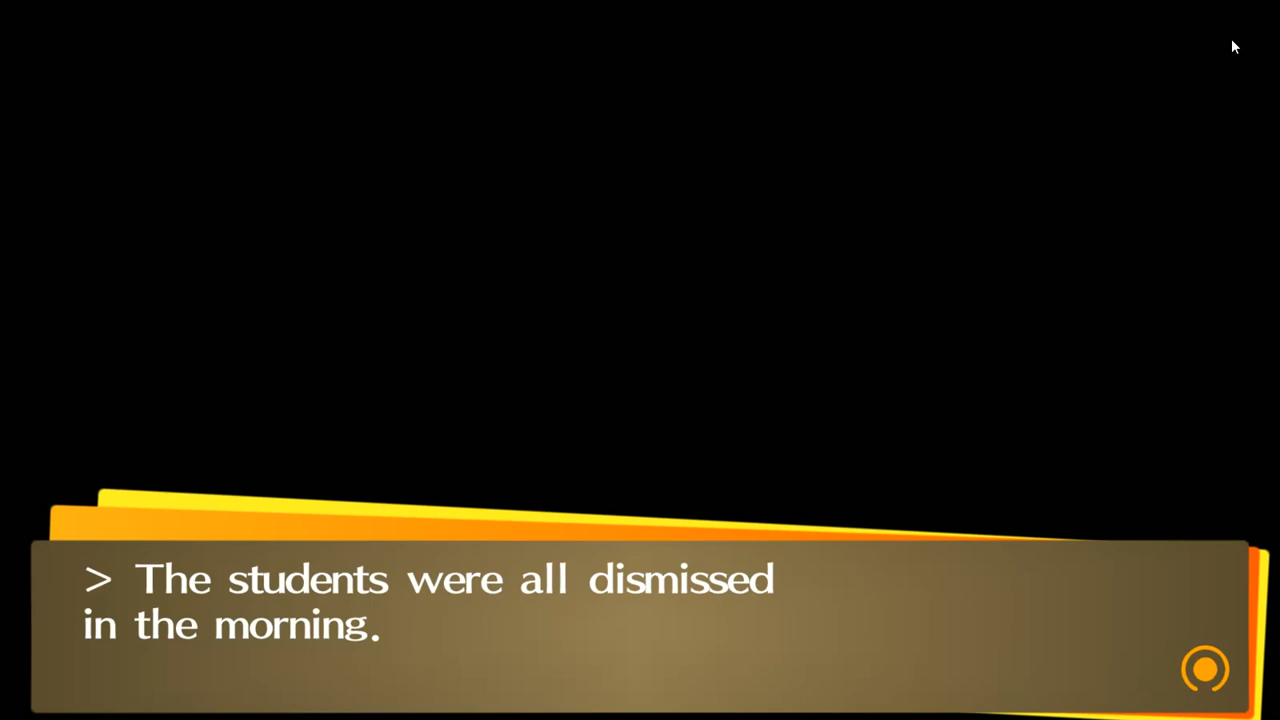 > The students were all dismissed
in the morning.